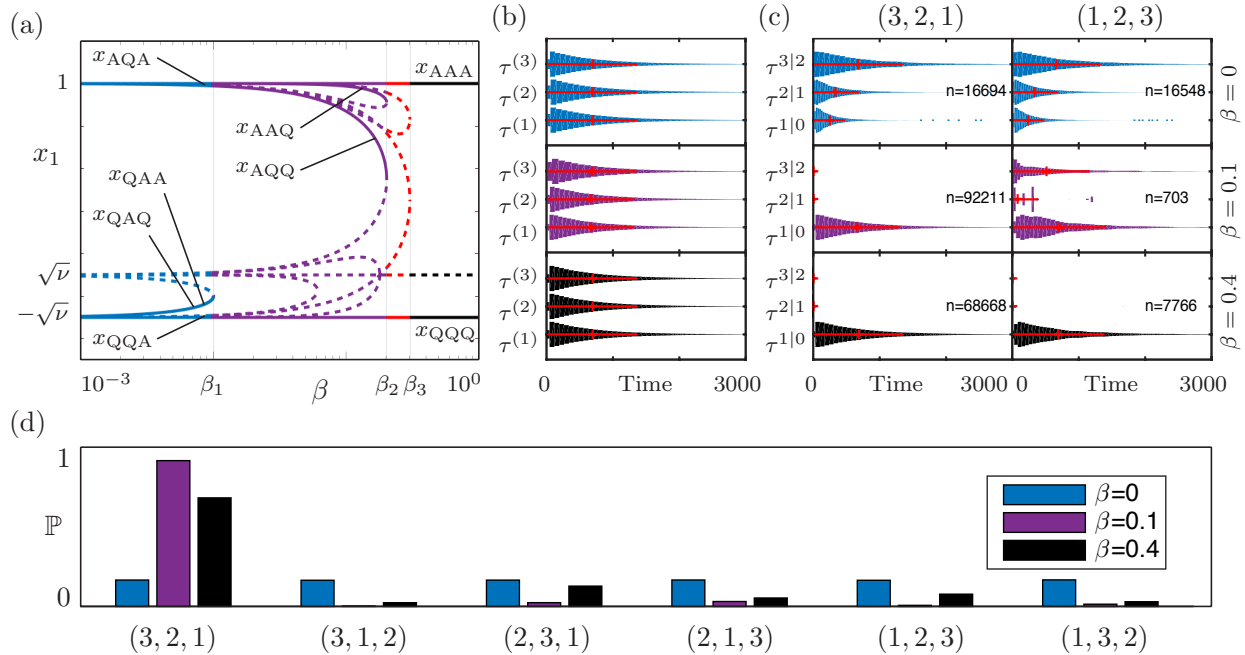 (a)
x_AQA
x_AAA
1
x_AAQ
x_1
x_AQQ
x_QAA
x_QAQ
√ν
−√ν
x_QQA
x_QQQ
10^−3
β_1
β
β_2
β_3
10^0
(b)
τ^(3)
τ^(2)
τ^(1)
τ^(3)
τ^(2)
τ^(1)
τ^(3)
τ^(2)
τ^(1)
0 Time 3000
(c)
(3, 2, 1) (1, 2, 3)
τ^3|2
τ^2|1 n=16694 n=16548
τ^1|0
β = 0
τ^3|2
τ^2|1 n=92211 n=703
τ^1|0
β = 0.1
τ^3|2
τ^2|1 n=68668 n=7766
τ^1|0
β = 0.4
0 Time 3000 0 Time 3000
(d)
1
ℙ
0
β=0
β=0.1
β=0.4
(3, 2, 1) (3, 1, 2) (2, 3, 1) (2, 1, 3) (1, 2, 3) (1, 3, 2)